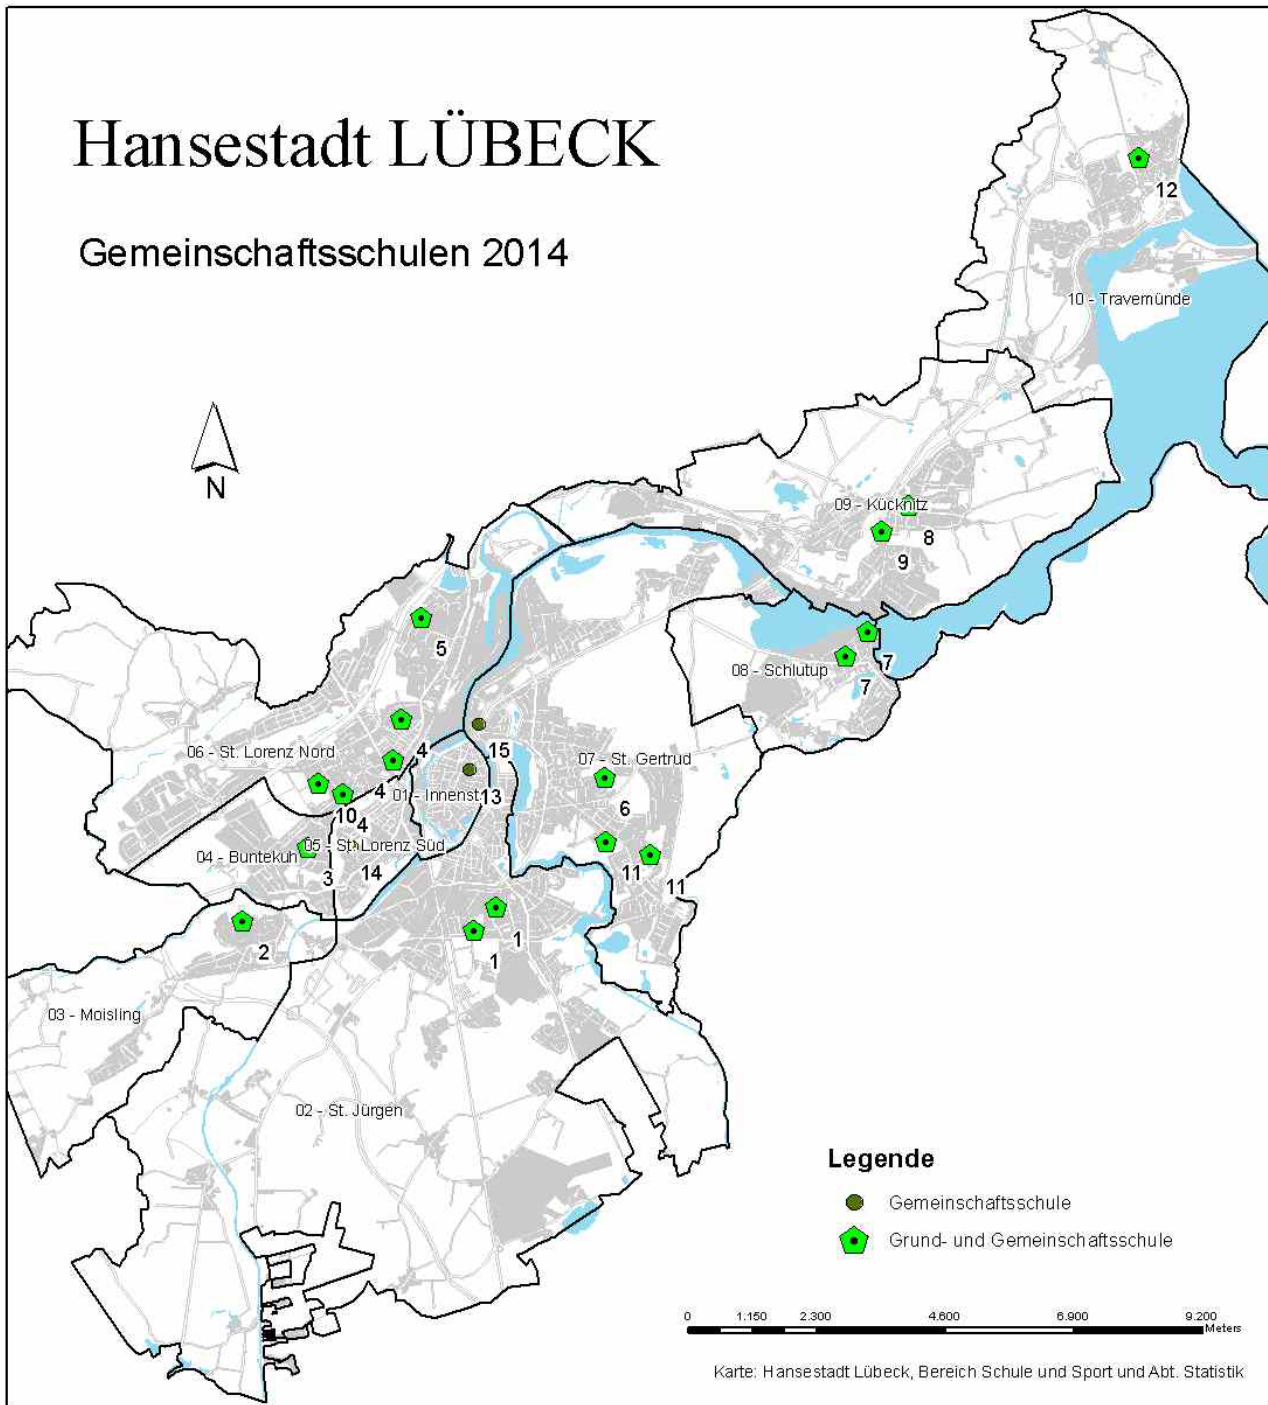 Hansestadt LÜBECK
Gemeinschaftsschulen 2014
12
10 - Travemünde
N
09 - Kücknitz
8
9
5
7
08 - Schlutup
7
06 - St. Lorenz Nord
4
15
07 - St. Gertrud
4
01 - Innenst
13
6
10
4
05 - St. Lorenz Süd
04 - Buntekuh
3
14
11
11
1
2
1
03 - Moisling
02 - St. Jürgen
Legende
Gemeinschaftsschule
Grund- und Gemeinschaftsschule
0 1.150 2.300 4.600 6.900 9.200
Meters
Karte: Hansestadt Lübeck, Bereich Schule und Sport und Abt. Statistik